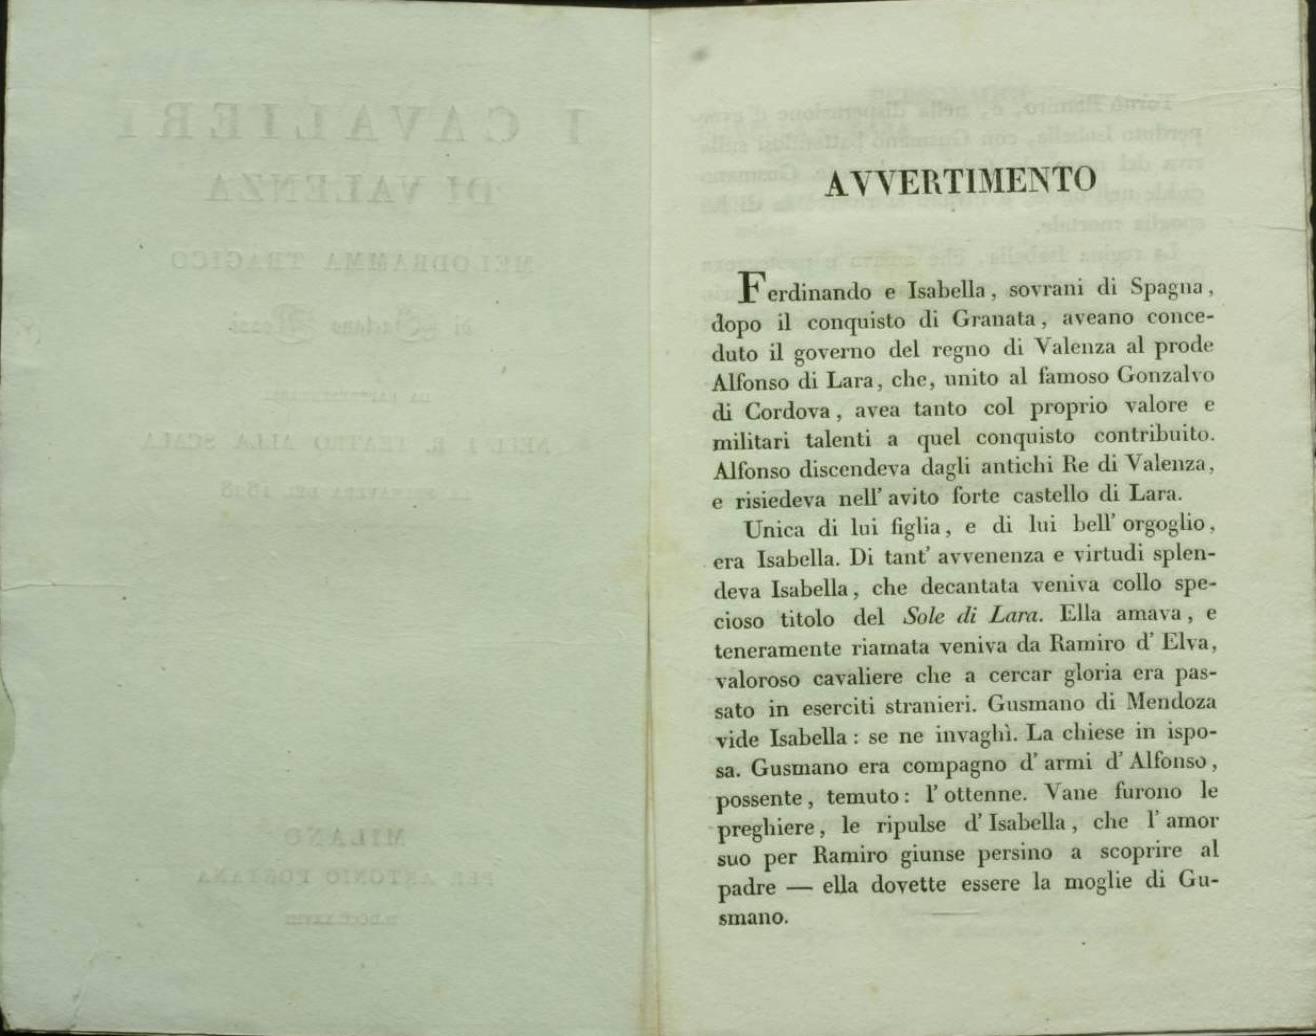 AVVERTIMENTO
Ferdinando e Isabella, sovrani di Spagna,
dopo il conquisto di Granata, aveano conce-
duto il governo del regno di Valenza al prode
Alfonso di Lara, che, unito al famoso Gonzalvo
di Cordova, avea tanto col proprio valore e
militari talenti a quel conquisto contribuito.
Alfonso discendeva dagli antichi Re di Valenza,
e risiedeva nell' avito forte castello di Lara.
Unica di lui figlia, e di lui bell' orgoglio,
era Isabella. Di tant' avvenenza e virtudi splen-
deva Isabella, che decantata veniva collo spe-
cioso titolo del Sole di Lara. Ella amava, e
teneramente riamata veniva da Ramiro d' Elva,
valoroso cavaliere che a cercar gloria era pas-
sato in eserciti stranieri. Gusmano di Mendoza
vide Isabella: se ne invaghì. La chiese in ispo-
sa. Gusmano era compagno d' armi d' Alfonso,
possente, temuto: l' ottenne. Vane furono le
preghiere, le ripulse d' Isabella, che l' amor
suo per Ramiro giunse persino a scoprire al
padre — ella dovette essere la moglie di Gu-
smano.